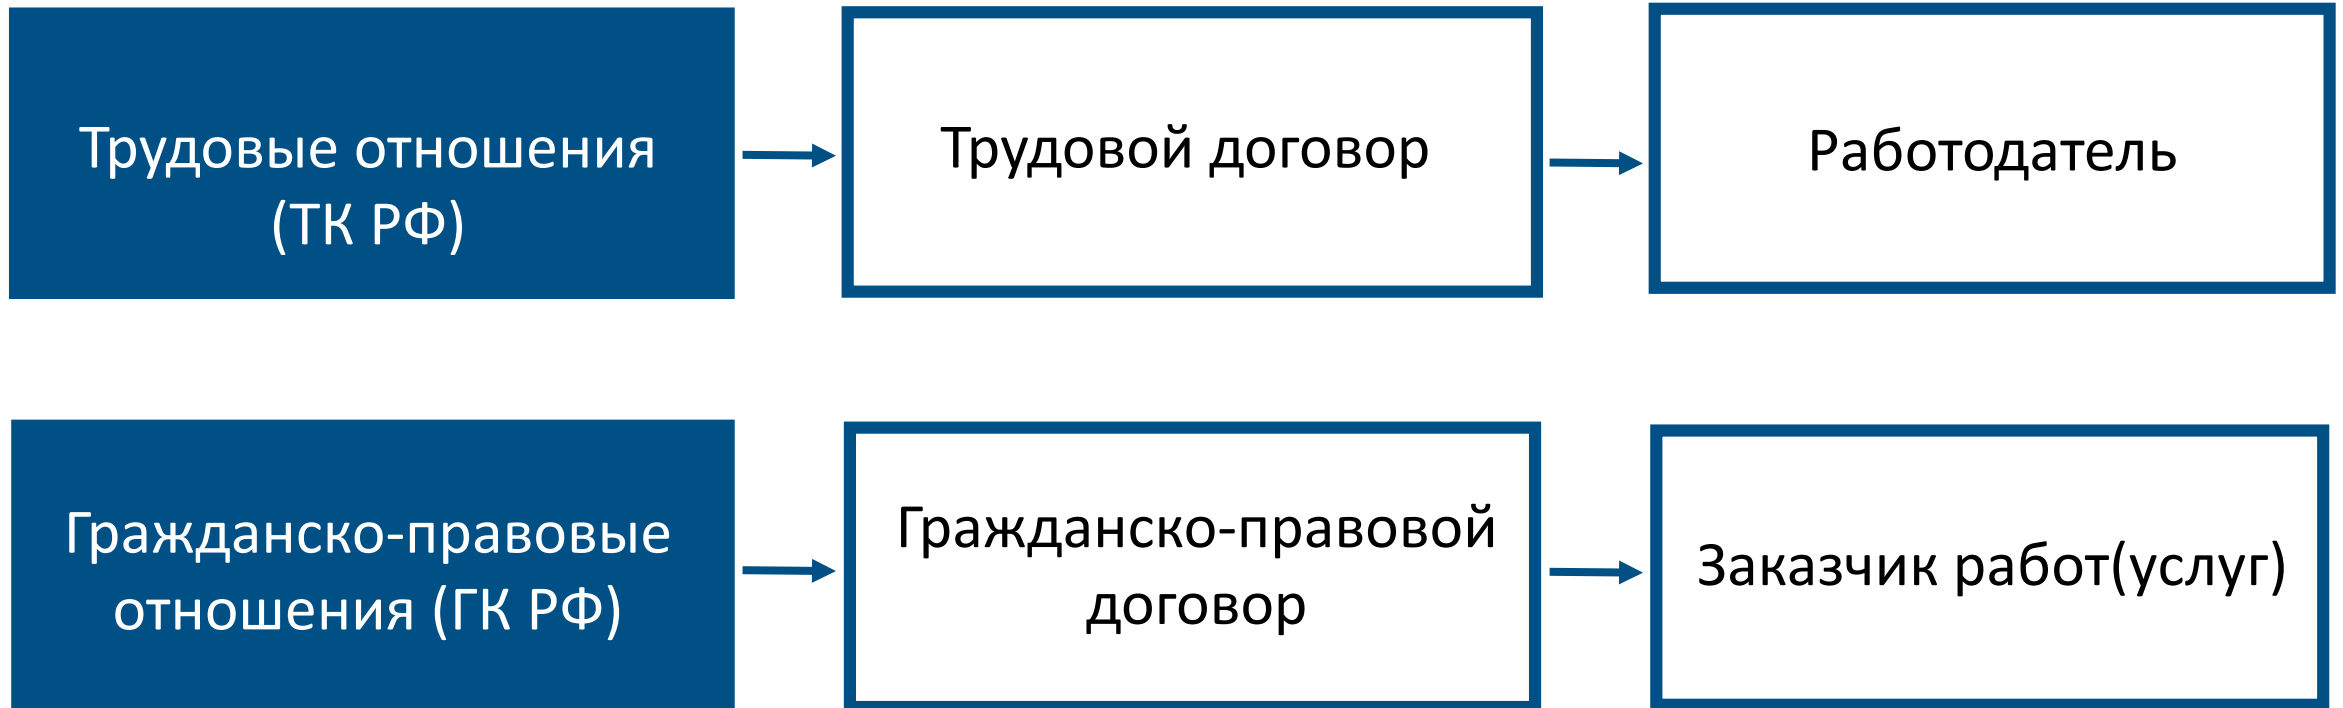 Трудовые отношения
(ТК РФ)
Трудовой договор
Работодатель
Гражданско-правовые
отношения (ГК РФ)
Гражданско-правовой
договор
Заказчик работ(услуг)